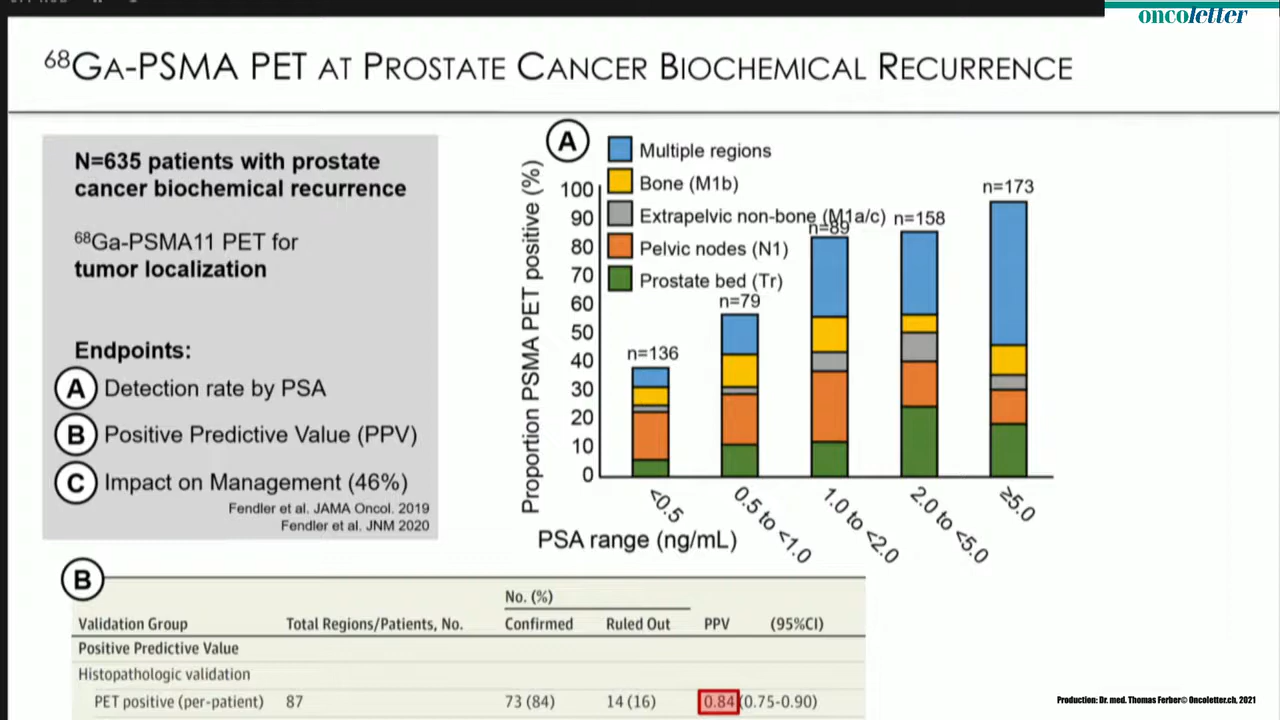 oncoletter
⁶⁸GA-PSMA PET AT PROSTATE CANCER BIOCHEMICAL RECURRENCE
N=635 patients with prostate
cancer biochemical recurrence
⁶⁸Ga-PSMA11 PET for
tumor localization
Endpoints:
A Detection rate by PSA
B Positive Predictive Value (PPV)
C Impact on Management (46%)
Fendler et al. JAMA Oncol. 2019
Fendler et al. JNM 2020
A
Multiple regions
Bone (M1b)
Extrapelvic non-bone (M1a/c)
Pelvic nodes (N1)
Prostate bed (Tr)
Proportion PSMA PET positive (%)
100
90
80
70
60
50
40
30
20
10
0
n=136
n=79
n=89
n=158
n=173
<0.5
0.5 to <1.0
1.0 to <2.0
2.0 to <5.0
≥5.0
PSA range (ng/mL)
B
No. (%)
Validation Group Total Regions/Patients, No. Confirmed Ruled Out PPV (95%CI)
Positive Predictive Value
Histopathologic validation
PET positive (per-patient) 87 73 (84) 14 (16) 0.84 (0.75-0.90)
Production: Dr. med. Thomas Ferber© Oncoletter.ch, 2021